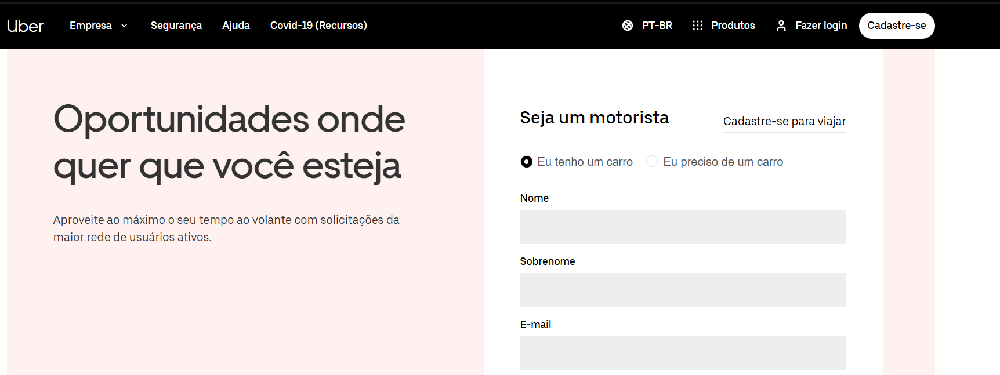 Uber Empresa Segurança Ajuda Covid-19 (Recursos) PT-BR Produtos Fazer login Cadastre-se
Oportunidades onde
quer que você esteja
Aproveite ao máximo o seu tempo ao volante com solicitações da
maior rede de usuários ativos.
Seja um motorista
Cadastre-se para viajar
Eu tenho um carro Eu preciso de um carro
Nome
Sobrenome
E-mail